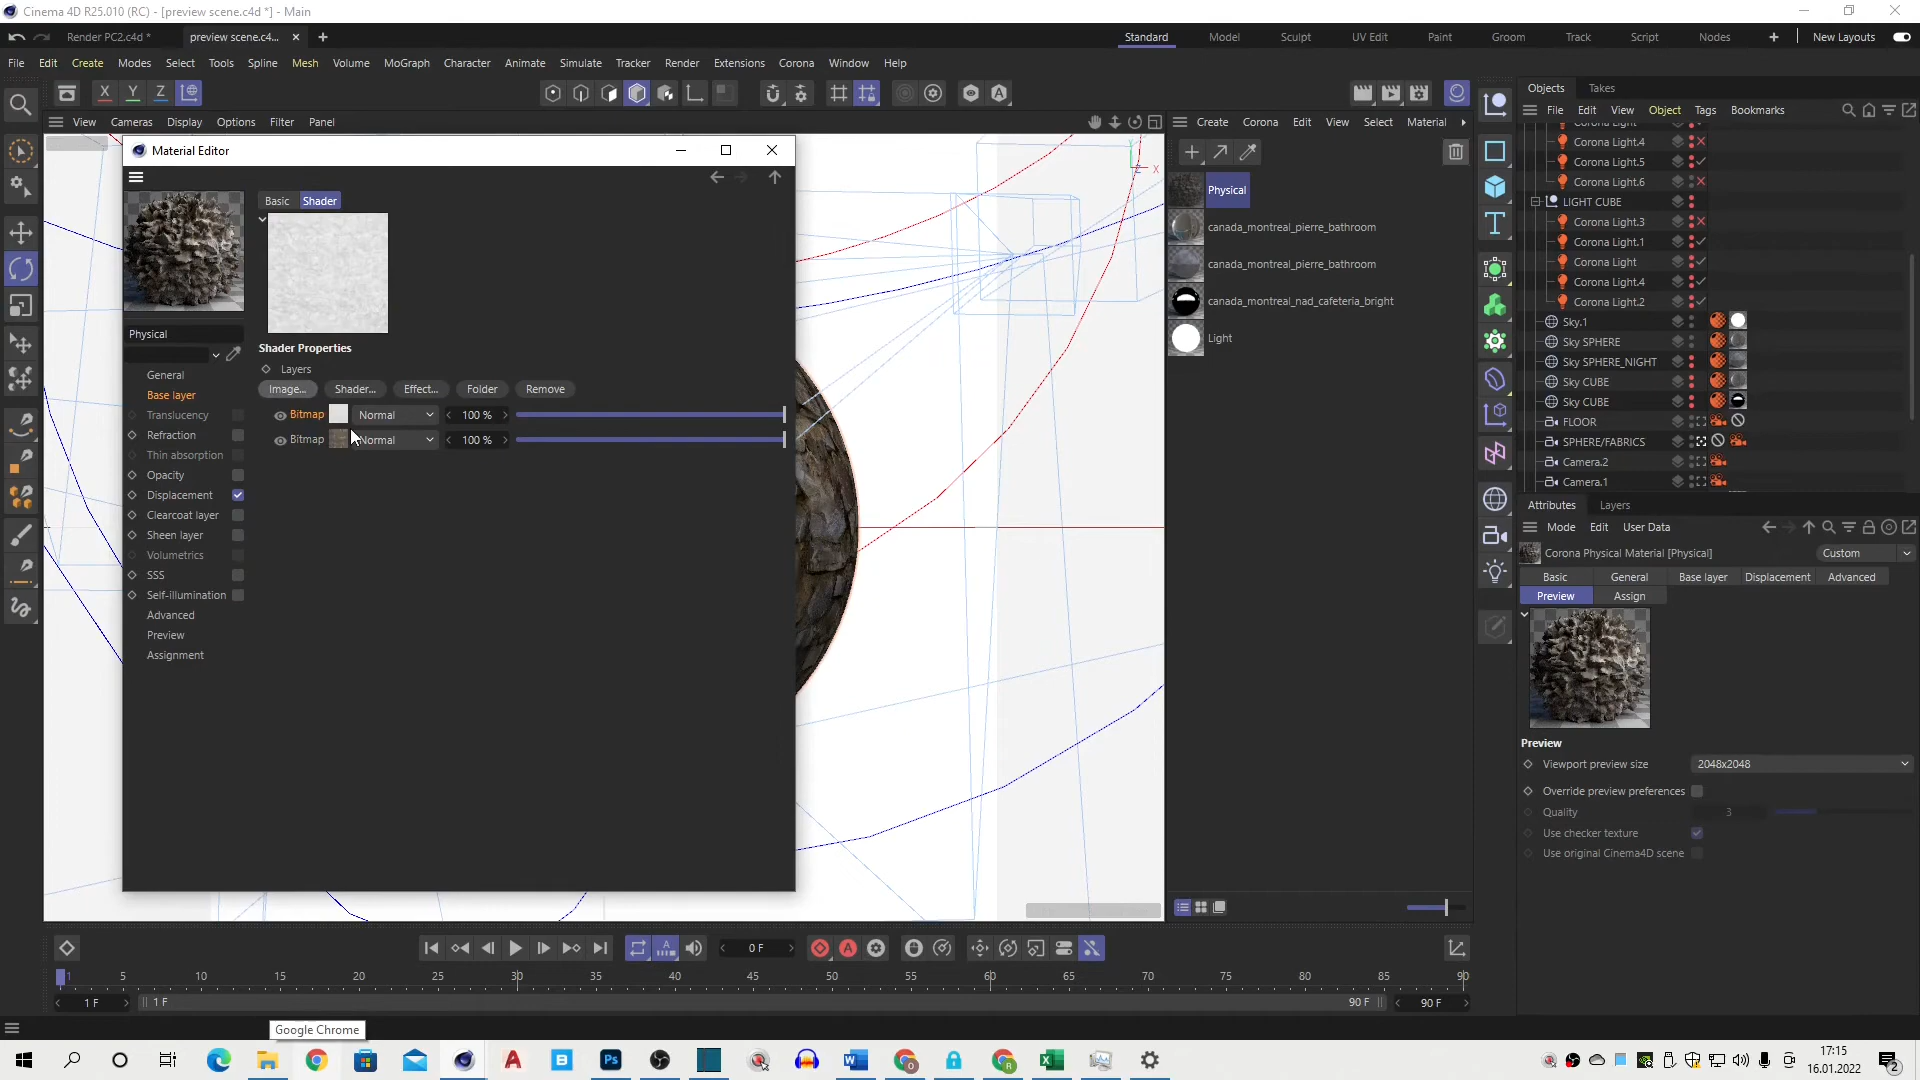 Cinema 4D R25.010 (RC) - [preview scene.c4d *] - Main
Render PC2.c4d *
preview scene.c4...
Standard
Model
Sculpt
UV Edit
Paint
Groom
Track
Script
Nodes
New Layouts
File
Edit
Create
Modes
Select
Tools
Spline
Mesh
Volume
MoGraph
Character
Animate
Simulate
Tracker
Render
Extensions
Corona
Window
Help
X
Y
Z
Objects
Takes
View
Cameras
Display
Options
Filter
Panel
Create
Corona
Edit
View
Select
Material
File
Edit
View
Object
Tags
Bookmarks
Material Editor
Basic
Shader
Physical
canada_montreal_pierre_bathroom
canada_montreal_pierre_bathroom
canada_montreal_nad_cafeteria_bright
Light
Corona Light
Corona Light.4
Corona Light.5
Corona Light.6
LIGHT CUBE
Corona Light.3
Corona Light.1
Corona Light
Corona Light.4
Corona Light.2
Sky.1
Sky SPHERE
Sky SPHERE_NIGHT
Sky CUBE
Sky CUBE
FLOOR
SPHERE/FABRICS
Camera.2
Camera.1
Physical
General
Base layer
Translucency
Refraction
Thin absorption
Opacity
Displacement
Clearcoat layer
Sheen layer
Volumetrics
SSS
Self-illumination
Advanced
Preview
Assignment
Shader Properties
Layers
Image...
Shader...
Effect...
Folder
Remove
Bitmap
Normal
100 %
Bitmap
Normal
100 %
Attributes
Layers
Mode
Edit
User Data
Corona Physical Material [Physical]
Custom
Basic
General
Base layer
Displacement
Advanced
Preview
Assign
Preview
Viewport preview size
2048x2048
Override preview preferences
Quality
3
Use checker texture
Use original Cinema4D scene
0 F
1
5
10
15
20
25
30
35
40
45
50
55
60
65
70
75
80
85
90
1 F
1 F
90 F
90 F
Google Chrome
17:15
16.01.2022